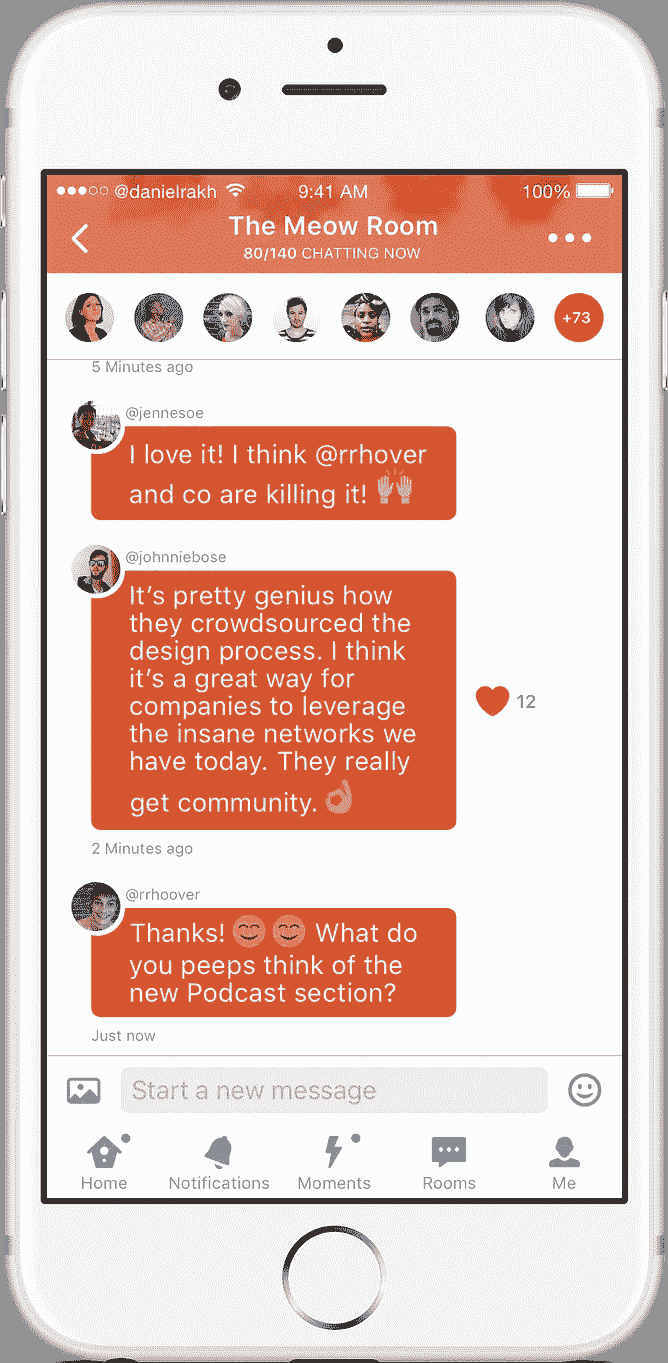 @danielrakh 9:41 AM 100%
The Meow Room
80/140 CHATTING NOW
+73
5 Minutes ago
@jennesoe
I love it! I think @rrhover
and co are killing it! 🙌
@johnniebose
It’s pretty genius how
they crowdsourced the
design process. I think
it’s a great way for
companies to leverage
the insane networks we
have today. They really
get community. 👌
12
2 Minutes ago
@rrhoover
Thanks! 😊 😊 What do
you peeps think of the
new Podcast section?
Just now
Start a new message
Home Notifications Moments Rooms Me